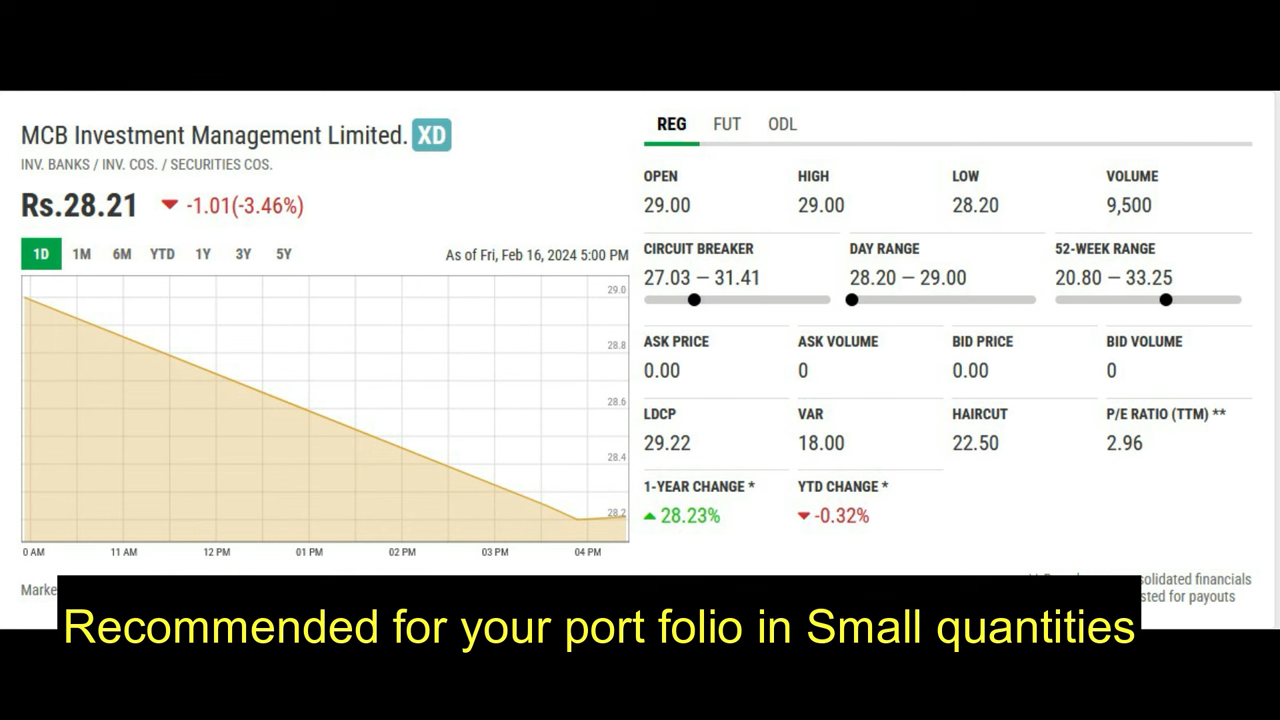 MCB Investment Management Limited. XD
INV. BANKS / INV. COS. / SECURITIES COS.
Rs.28.21 -1.01(-3.46%)
1D 1M 6M YTD 1Y 3Y 5Y As of Fri, Feb 16, 2024 5:00 PM
29.0
28.8
28.6
28.4
28.2
0 AM 11 AM 12 PM 01 PM 02 PM 03 PM 04 PM
REG FUT ODL
OPEN HIGH LOW VOLUME
29.00 29.00 28.20 9,500
CIRCUIT BREAKER DAY RANGE 52-WEEK RANGE
27.03 — 31.41 28.20 — 29.00 20.80 — 33.25
ASK PRICE ASK VOLUME BID PRICE BID VOLUME
0.00 0 0.00 0
LDCP VAR HAIRCUT P/E RATIO (TTM) **
29.22 18.00 22.50 2.96
1-YEAR CHANGE * YTD CHANGE *
28.23% -0.32%
financials
for payouts
Recommended for your port folio in Small quantities